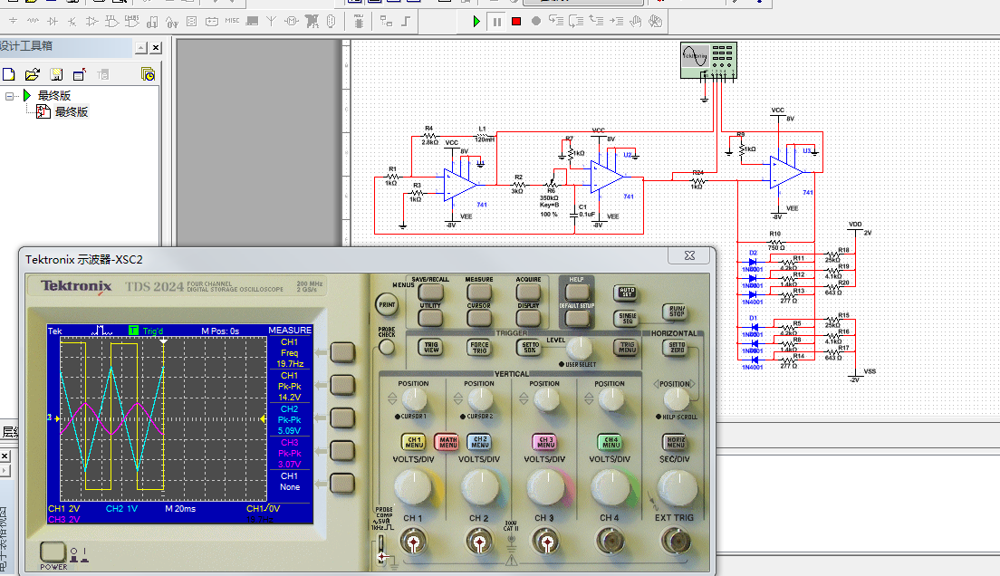 MISC
设计工具箱
最终版
最终版
R4
2.8kΩ
L1
120mH
VCC
8V
R1
1kΩ
R3
1kΩ
741
VEE
-8V
R2
3kΩ
R6
350kΩ
Key=B
100 %
C1
0.1uF
R7
1kΩ
VCC
8V
U2
741
VEE
-8V
Tektronix
R24
1kΩ
R9
1kΩ
VCC
8V
U3
741
VEE
-8V
R10
750 Ω
D2
1N4001
1N4001
1N4001
R11
4.2kΩ
R12
1.4kΩ
R13
277 Ω
R18
25kΩ
R19
4.1kΩ
R20
643 Ω
VDD
2V
D1
1N4001
1N4001
1N4001
R5
4.2kΩ
R8
1.4kΩ
R14
277 Ω
R15
25kΩ
R16
4.1kΩ
R17
643 Ω
VSS
-2V
Tektronix 示波器-XSC2
Tektronix
TDS 2024
FOUR CHANNEL
DIGITAL STORAGE OSCILLOSCOPE
200 MHz
2 GS/s
Tek
Trig'd
M Pos: 0s
MEASURE
CH1
Freq
19.7Hz
CH1
Pk-Pk
14.2V
CH2
Pk-Pk
5.09V
CH3
Pk-Pk
3.07V
CH1
None
1
CH1 2V
CH2 1V
M 20ms
CH1 / 0V
CH3 2V
POWER
PRINT
PROBE
CHECK
MENUS
SAVE/RECALL
MEASURE
ACQUIRE
HELP
UTILITY
CURSOR
DISPLAY
DEFAULT SETUP
AUTO
SET
SINGLE
SEQ
RUN/
STOP
TRIGGER
TRIG
VIEW
FORCE
TRIG
SET TO
50%
LEVEL
USER SELECT
TRIG
MENU
HORIZONTAL
SET TO
ZERO
VERTICAL
POSITION
POSITION
POSITION
POSITION
POSITION
CURSOR 1
CURSOR 2
HELP SCROLL
CH 1
MENU
MATH
MENU
CH 2
MENU
CH 3
MENU
CH 4
MENU
HORIZ
MENU
VOLTS/DIV
VOLTS/DIV
VOLTS/DIV
VOLTS/DIV
SEC/DIV
PROBE
COMP
~5V@
1kHz
CH 1
CH 2
300V
CAT II
CH 3
CH 4
EXT TRIG